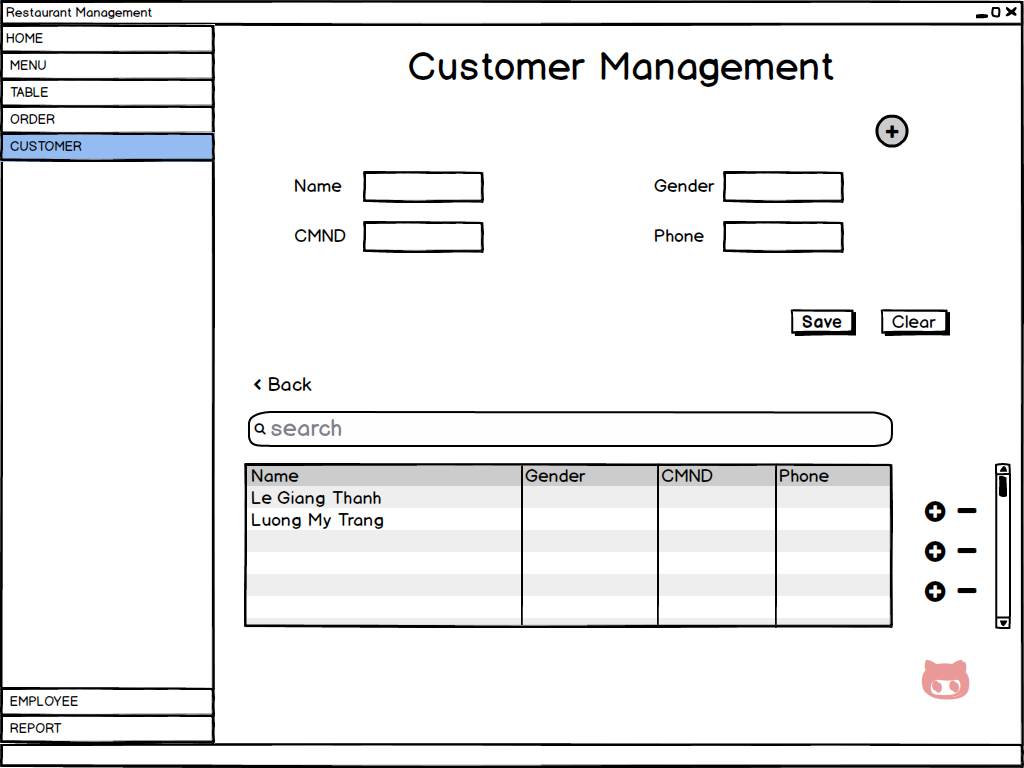 Restaurant Management
HOME
MENU
TABLE
ORDER
CUSTOMER
EMPLOYEE
REPORT
Customer Management
Name
Gender
CMND
Phone
Save
Clear
Back
search
Name Gender CMND Phone
Le Giang Thanh
Luong My Trang